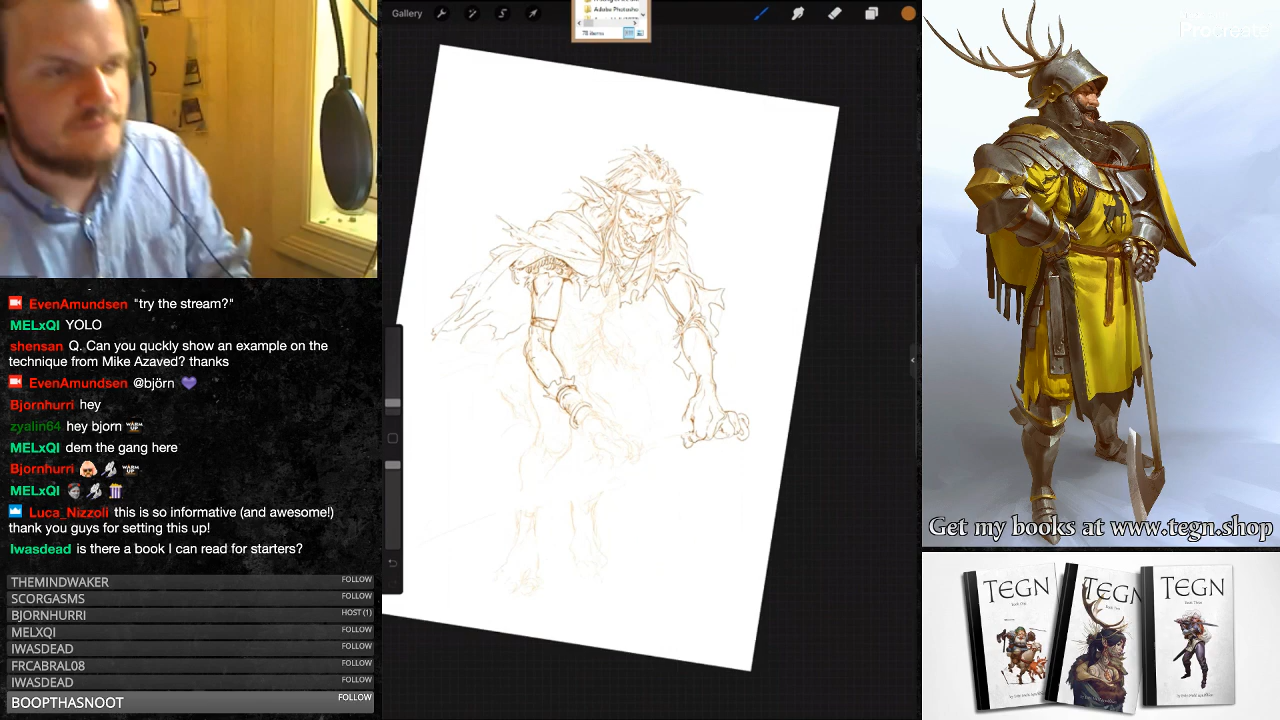 EvenAmundsen "try the stream?"
MELxQI YOLO
shensan Q. Can you quckly show an example on the
technique from Mike Azaved? thanks
EvenAmundsen @björn
Bjornhurri hey
zyalin64 hey bjorn
MELxQI dem the gang here
Bjornhurri
MELxQI
Luca_Nizzoli this is so informative (and awesome!)
thank you guys for setting this up!
Iwasdead is there a book I can read for starters?
THEMINDWAKER FOLLOW
SCORGASMS FOLLOW
BJORNHURRI HOST (1)
MELXQI FOLLOW
IWASDEAD FOLLOW
FRCABRAL08 FOLLOW
IWASDEAD FOLLOW
BOOPTHASNOOT FOLLOW
Gallery
Adobe Photosho
78 items
Procreate
Get my books at www.tegn.shop
TEGN
TEGN
TEGN